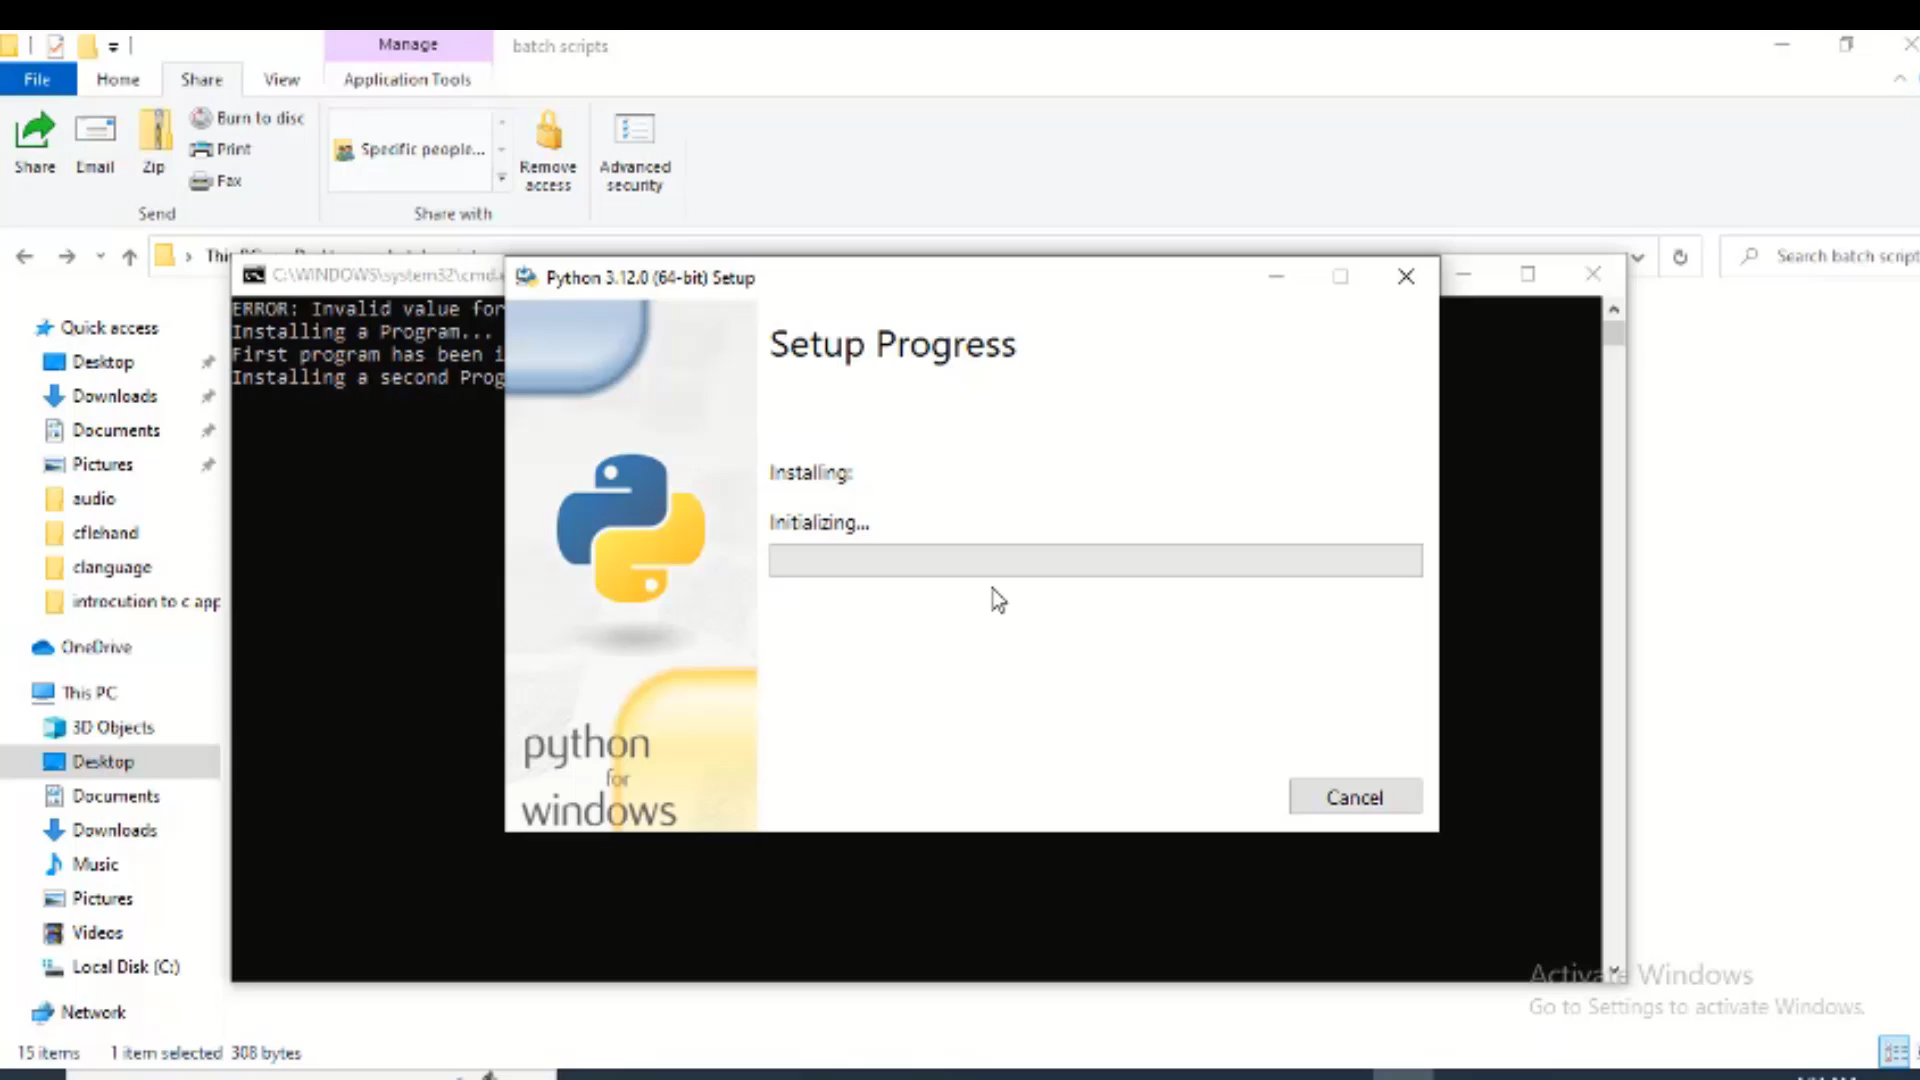 Manage
batch scripts
File
Home
Share
View
Application Tools
Share
Email
Zip
Burn to disc
Print
Fax
Send
Specific people...
Share with
Remove access
Advanced security
Search batch script
C:\WINDOWS\system32\cmd.e
Python 3.12.0 (64-bit) Setup
ERROR: Invalid value for
Installing a Program...
First program has been i
Installing a second Prog
Setup Progress
Installing:
Initializing...
Cancel
python
for
windows
Quick access
Desktop
Downloads
Documents
Pictures
audio
cflehand
clanguage
introcution to c app
OneDrive
This PC
3D Objects
Desktop
Documents
Downloads
Music
Pictures
Videos
Local Disk (C:)
Network
Activate Windows
Go to Settings to activate Windows.
15 items 1 item selected 308 bytes